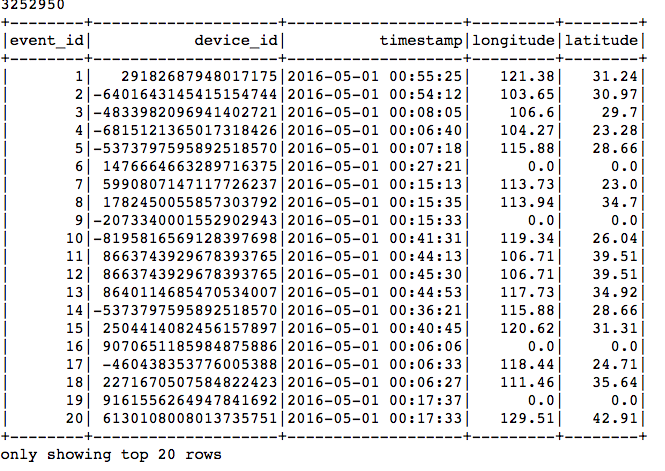 3252950
+--------+--------------------+-------------------+---------+--------+
|event_id|           device_id|          timestamp|longitude|latitude|
+--------+--------------------+-------------------+---------+--------+
|       1|   29182687948017175|2016-05-01 00:55:25|   121.38|   31.24|
|       2|-6401643145415154744|2016-05-01 00:54:12|   103.65|   30.97|
|       3|-4833982096941402721|2016-05-01 00:08:05|    106.6|    29.7|
|       4|-6815121365017318426|2016-05-01 00:06:40|   104.27|   23.28|
|       5|-5373797595892518570|2016-05-01 00:07:18|   115.88|   28.66|
|       6| 1476664663289716375|2016-05-01 00:27:21|      0.0|     0.0|
|       7| 5990807147117726237|2016-05-01 00:15:13|   113.73|    23.0|
|       8| 1782450055857303792|2016-05-01 00:15:35|   113.94|    34.7|
|       9|-2073340001552902943|2016-05-01 00:15:33|      0.0|     0.0|
|      10|-8195816569128397698|2016-05-01 00:41:31|   119.34|   26.04|
|      11| 8663743929678393765|2016-05-01 00:44:13|   106.71|   39.51|
|      12| 8663743929678393765|2016-05-01 00:45:30|   106.71|   39.51|
|      13| 8640114685470534007|2016-05-01 00:44:53|   117.73|   34.92|
|      14|-5373797595892518570|2016-05-01 00:36:21|   115.88|   28.66|
|      15| 2504414082456157897|2016-05-01 00:40:45|   120.62|   31.31|
|      16| 9070651185984875886|2016-05-01 00:06:06|      0.0|     0.0|
|      17| -460438353776005388|2016-05-01 00:06:33|   118.44|   24.71|
|      18| 2271670507584822423|2016-05-01 00:06:27|   111.46|   35.64|
|      19| 9161556264947841692|2016-05-01 00:17:37|      0.0|     0.0|
|      20| 6130108008013735751|2016-05-01 00:17:33|   129.51|   42.91|
+--------+--------------------+-------------------+---------+--------+
only showing top 20 rows